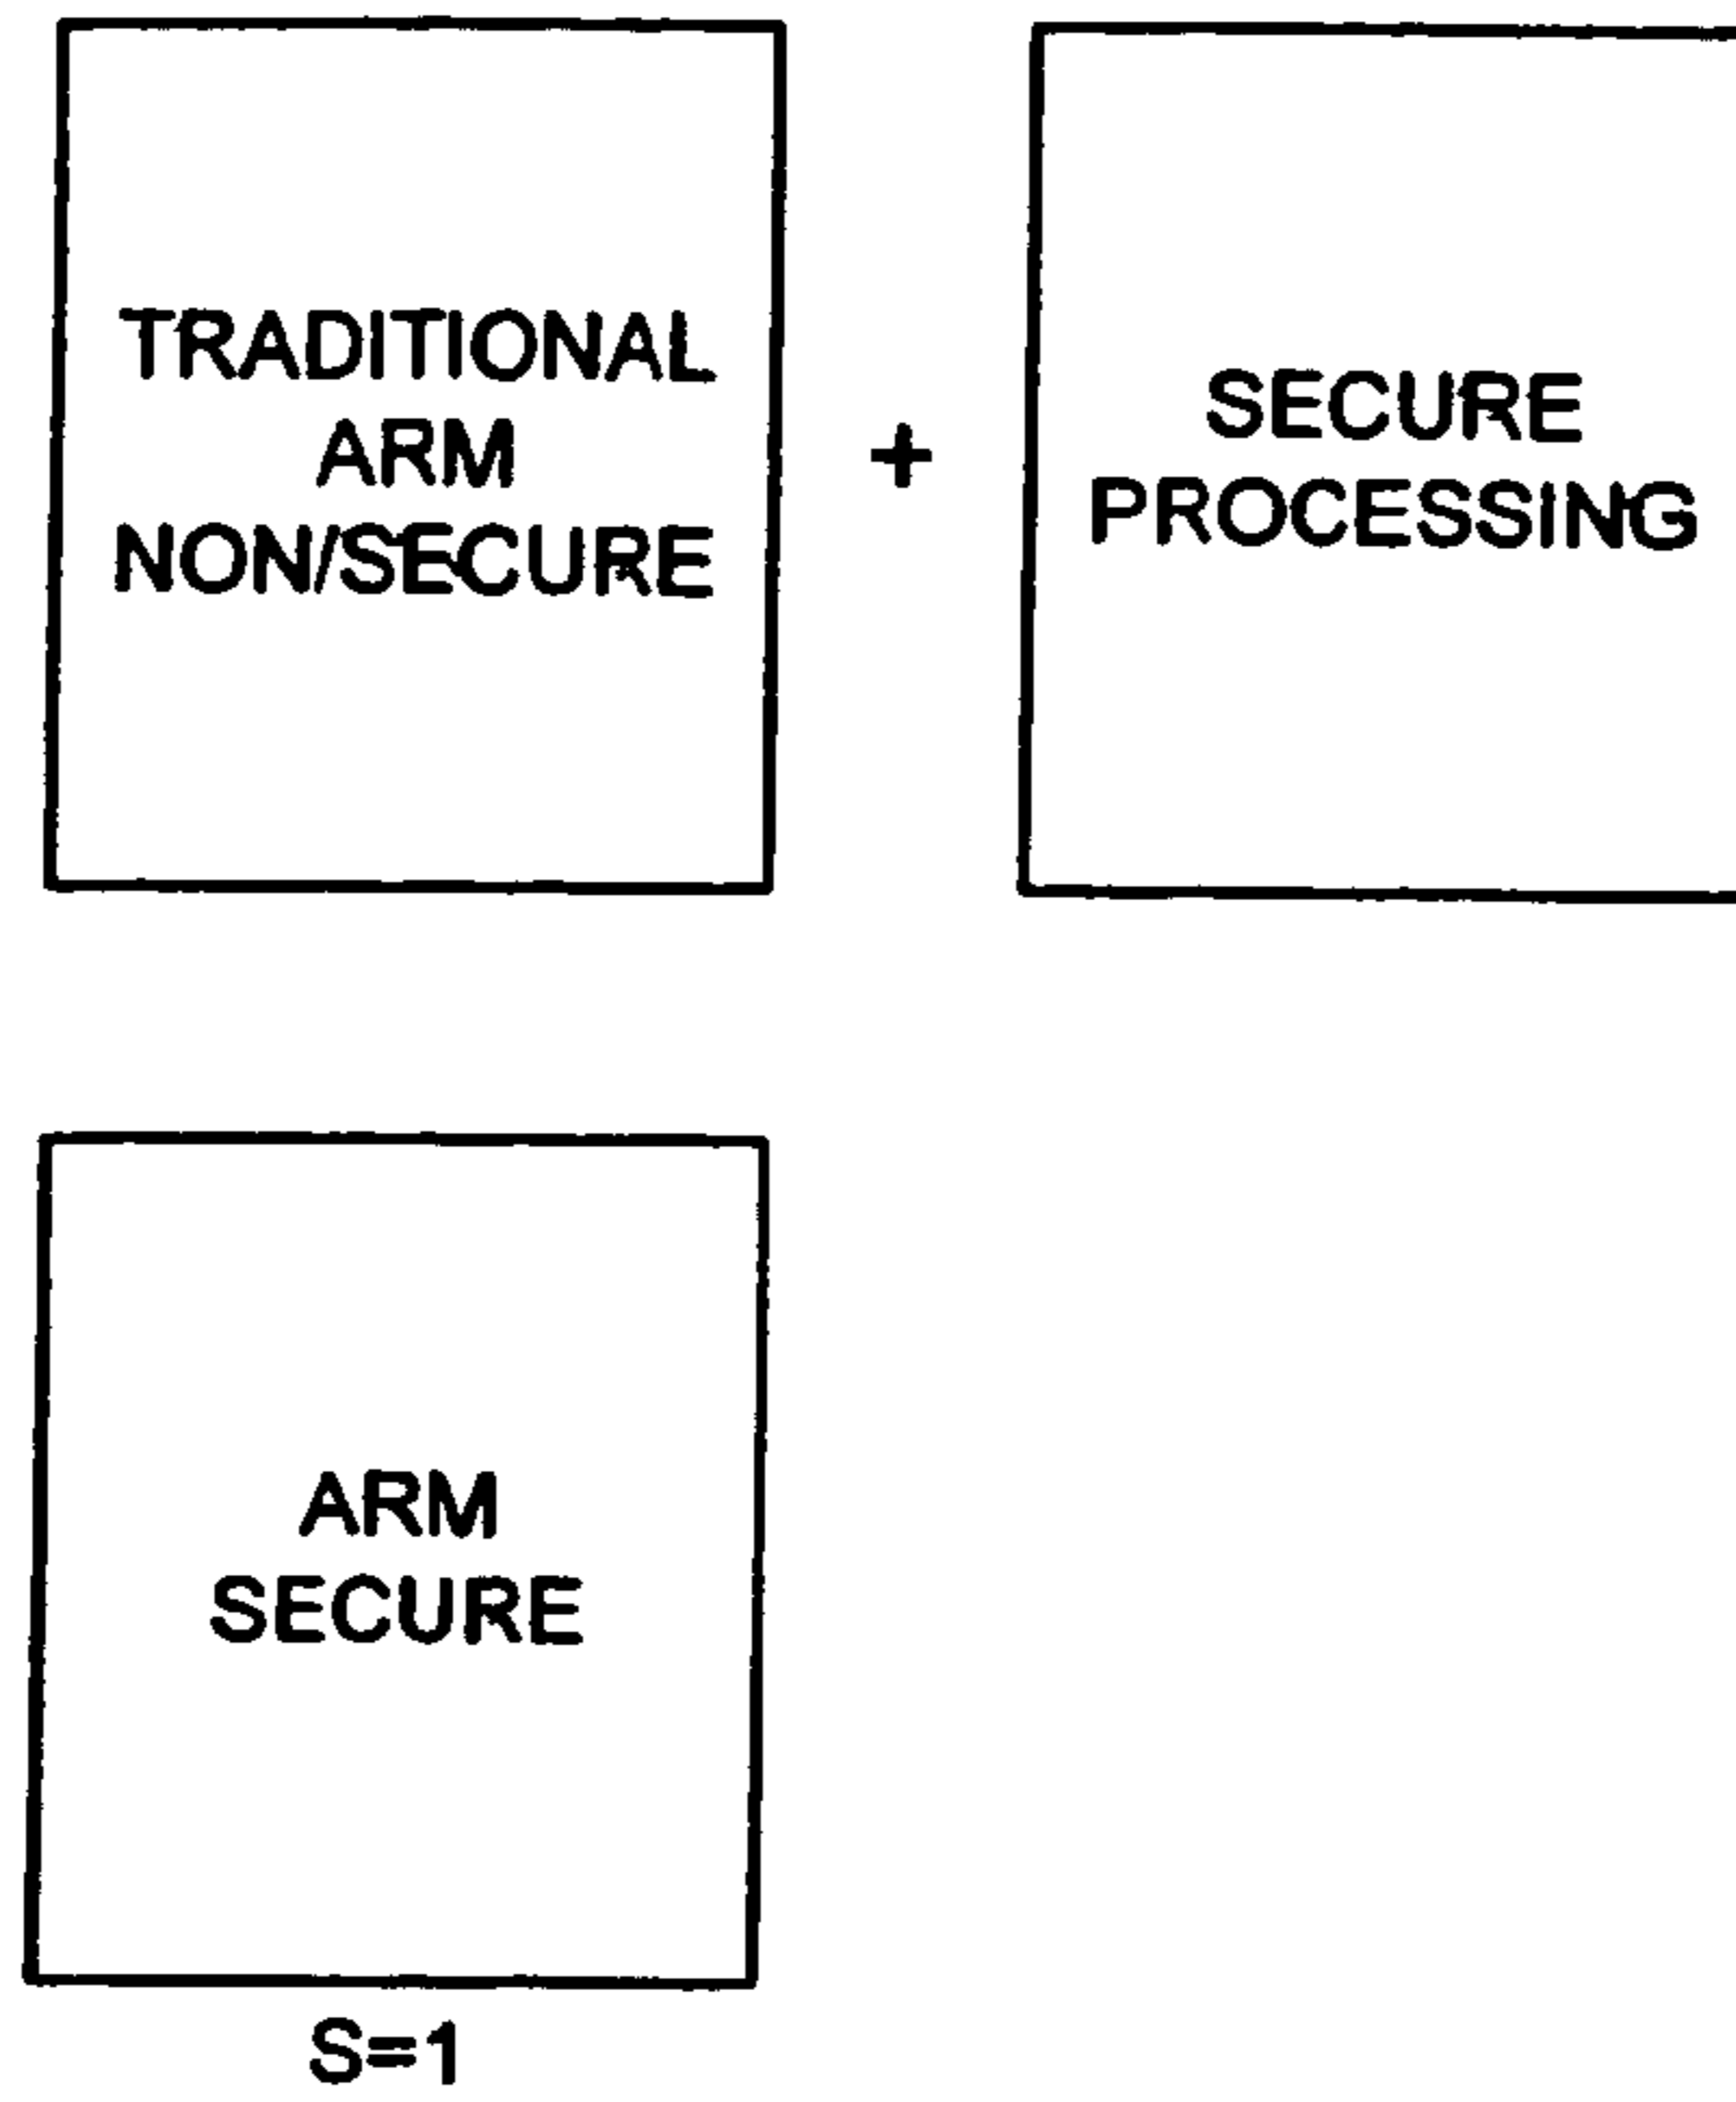 TRADITIONAL
ARM
NON/SECURE
+
SECURE
PROCESSING
ARM
SECURE
S=1